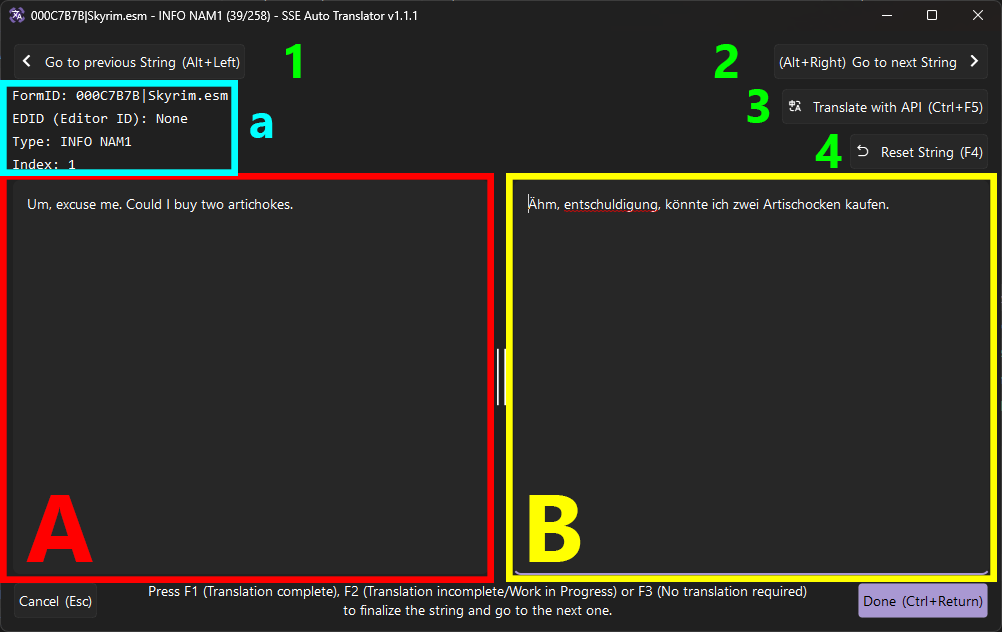 000C7B7B|Skyrim.esm - INFO NAM1 (39/258) - SSE Auto Translator v1.1.1
Go to previous String (Alt+Left)
1
2
(Alt+Right) Go to next String
FormID: 000C7B7B|Skyrim.esm
EDID (Editor ID): None
Type: INFO NAM1
Index: 1
a
3
Translate with API (Ctrl+F5)
4
Reset String (F4)
Um, excuse me. Could I buy two artichokes.
Ähm, entschuldigung, könnte ich zwei Artischocken kaufen.
A
B
Cancel (Esc)
Press F1 (Translation complete), F2 (Translation incomplete/Work in Progress) or F3 (No translation required)
to finalize the string and go to the next one.
Done (Ctrl+Return)